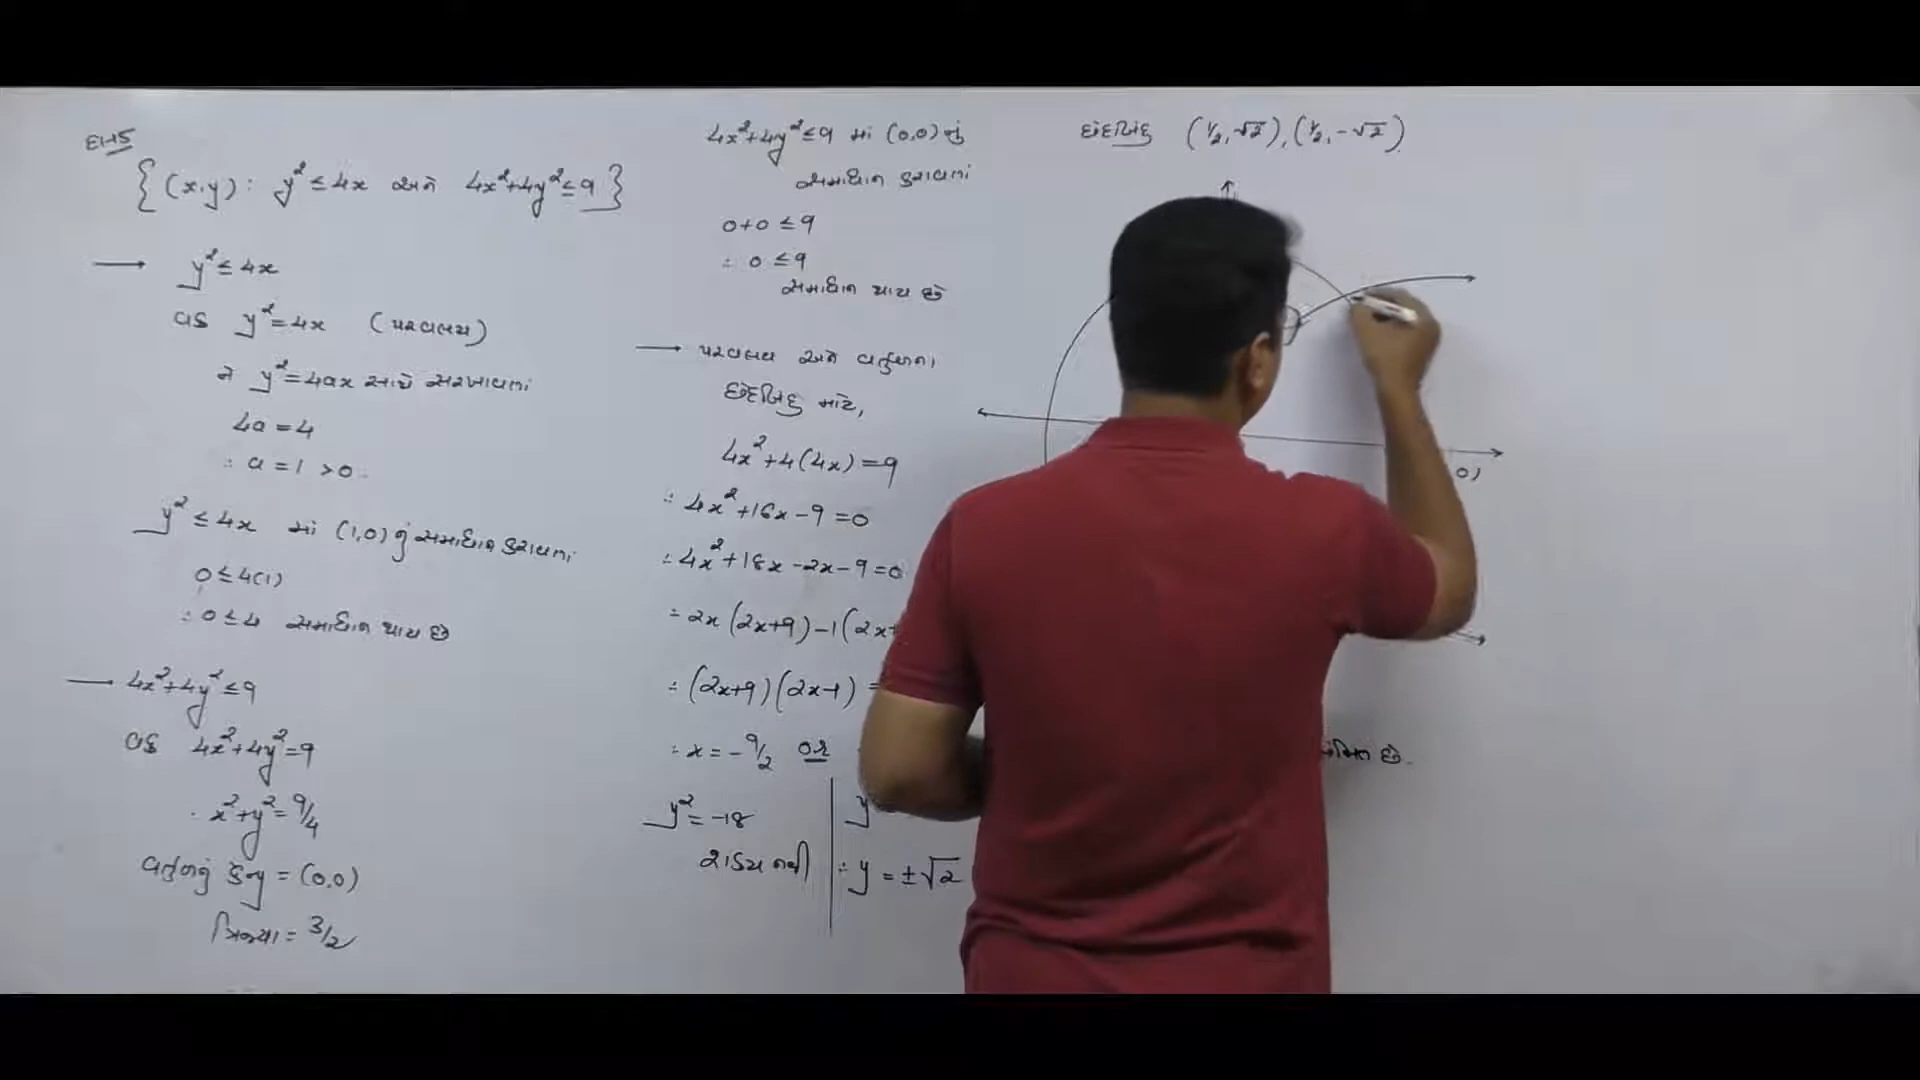 દા.5
{(x,y) : y² ≤ 4x અને 4x²+4y² ≤ 9}
→ y² ≤ 4x
વક્ર y² = 4x (પરવલય)
ને y² = 4ax સાથે સરખાવતાં
4a = 4
∴ a = 1 > 0.
y² ≤ 4x માં (1,0) નું સમાધાન કરાવતાં
0 ≤ 4(1)
∴ 0 ≤ 4 સમાધાન થાય છે
→ 4x²+4y² ≤ 9
વક્ર 4x²+4y² = 9
∴ x²+y² = 9/4
વર્તુળનું કેન્દ્ર = (0,0)
ત્રિજ્યા = 3/2
4x²+4y² ≤ 9 માં (0,0) નું
સમાધાન કરાવતાં
0+0 ≤ 9
∴ 0 ≤ 9
સમાધાન થાય છે
→ પરવલય અને વર્તુળના
છેદબિંદુ માટે,
4x²+4(4x) = 9
∴ 4x²+16x-9 = 0
∴ 4x²+18x-2x-9 = 0
∴ 2x(2x+9)-1(2x+
∴ (2x+9)(2x-1) =
∴ x = -9/2 or
y² = -18
શક્ય નથી
y
∴ y = ±√2
છેદબિંદુ (1/2, √2), (1/2, -√2)
0)
છે.